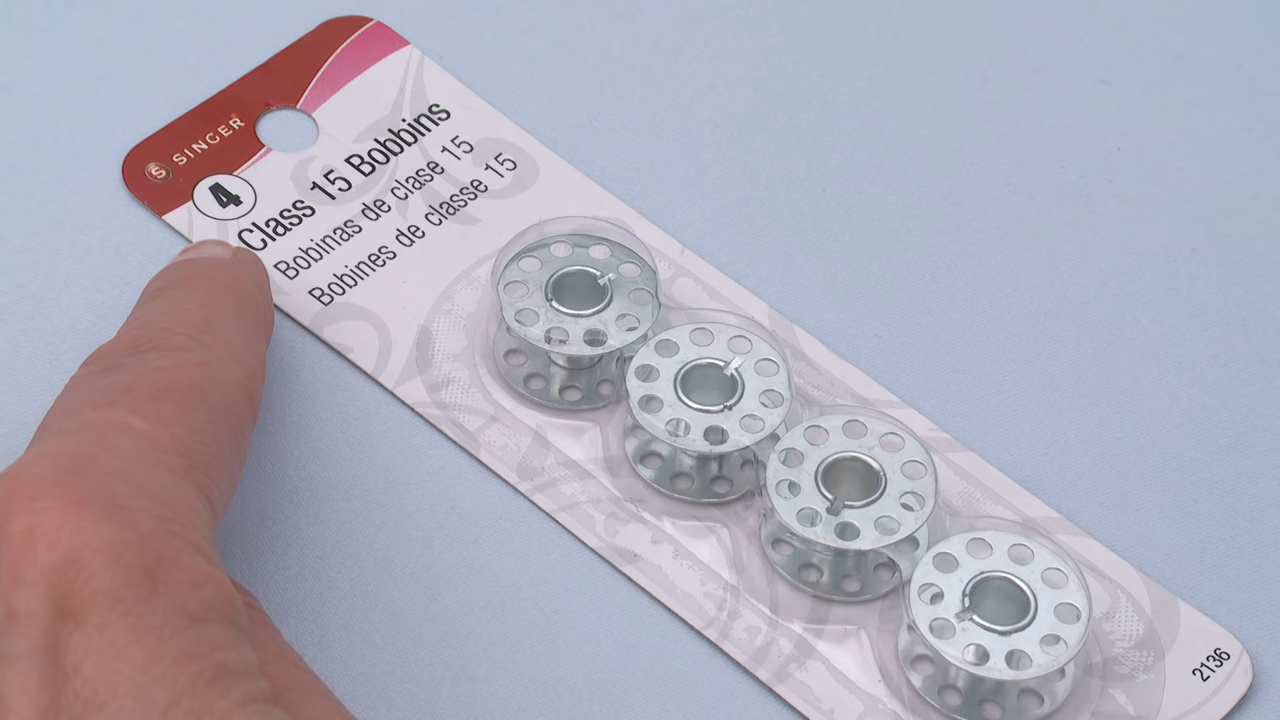 S SINGER
4
Class 15 Bobbins
Bobinas de clase 15
Bobines de classe 15
2136